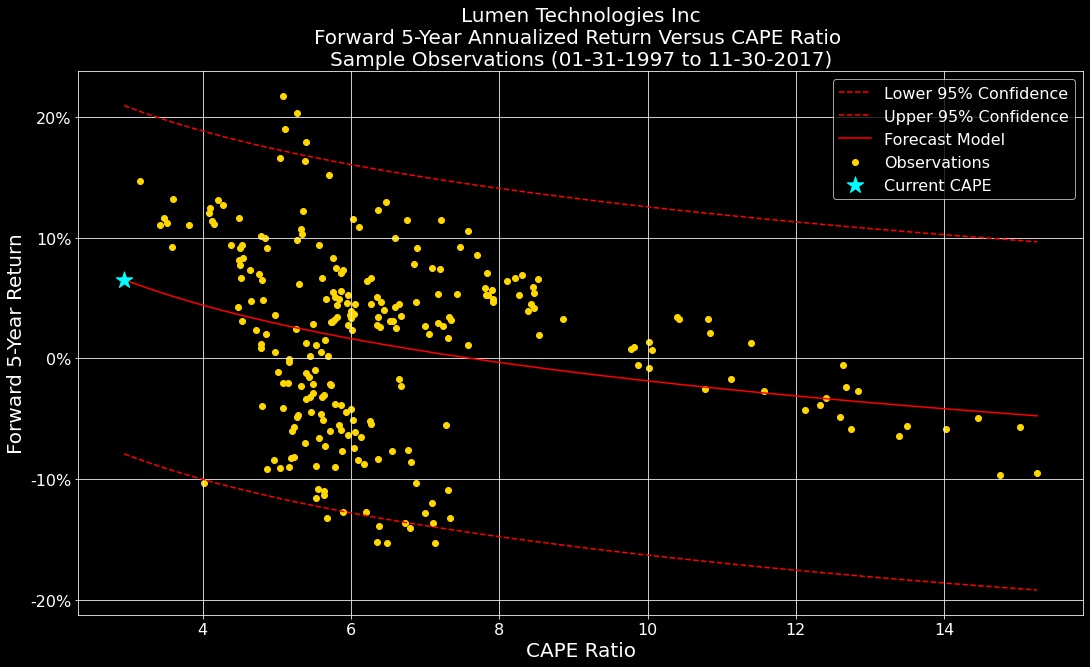 Lumen Technologies Inc
Forward 5-Year Annualized Return Versus CAPE Ratio
Sample Observations (01-31-1997 to 11-30-2017)
Lower 95% Confidence
Upper 95% Confidence
Forecast Model
Observations
Current CAPE
Forward 5-Year Return
20%
10%
0%
-10%
-20%
4 6 8 10 12 14
CAPE Ratio